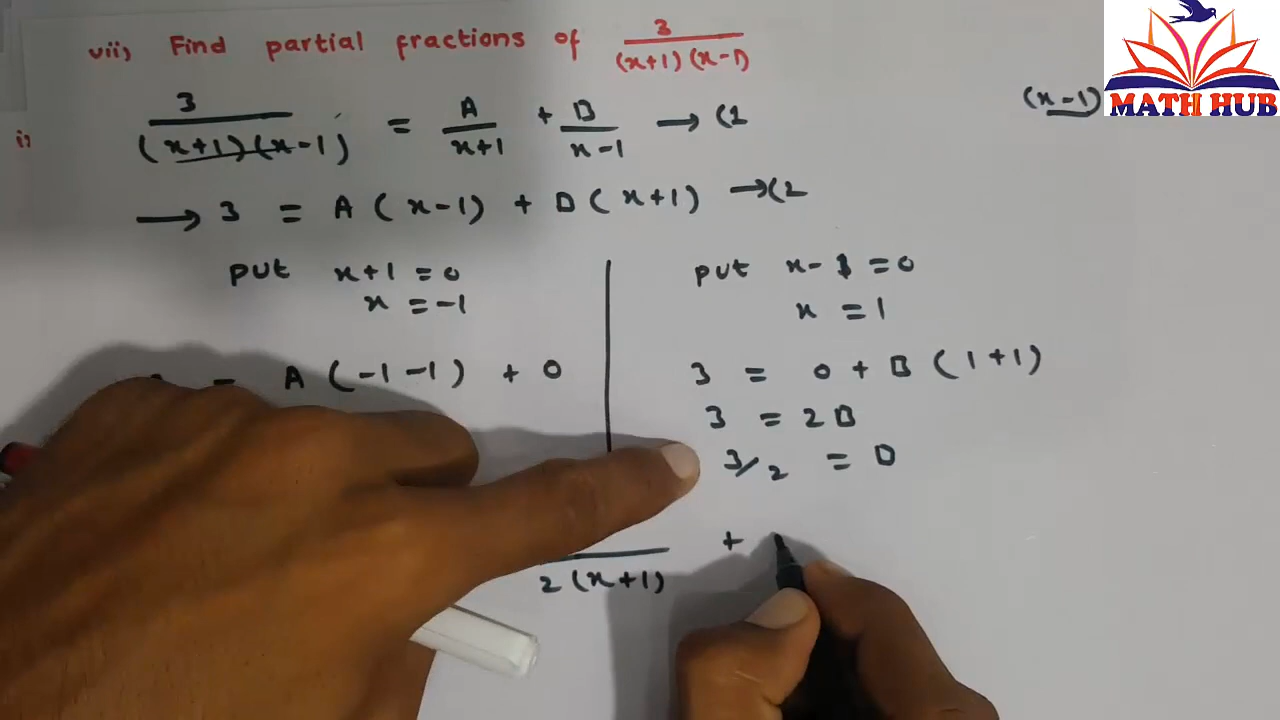 vii) Find partial fractions of 3/(x+1)(x-1)
(x-1)
MATH HUB
i) 3/(x+1)(x-1) = A/x+1 + B/x-1 → (1
→ 3 = A(x-1) + B(x+1) → (2
put x+1 = 0
x = -1
= A(-1-1) + 0
put x-1 = 0
x = 1
3 = 0 + B(1+1)
3 = 2B
3/2 = B
2(x+1) +